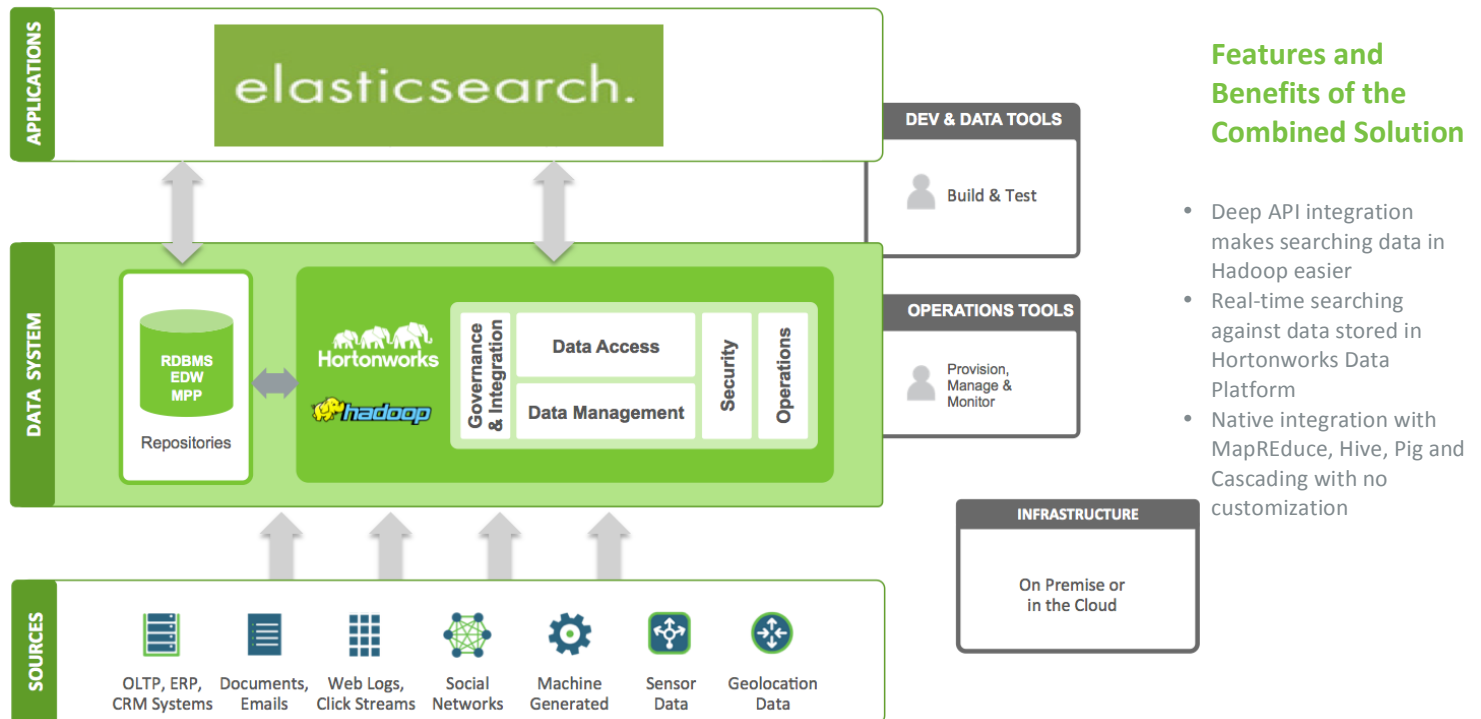 APPLICATIONS
elasticsearch.
DEV & DATA TOOLS
Build & Test
DATA SYSTEM
RDBMS
EDW
MPP
Repositories
Hortonworks
hadoop
Governance
& Integration
Data Access
Data Management
Security
Operations
OPERATIONS TOOLS
Provision,
Manage &
Monitor
INFRASTRUCTURE
On Premise or
in the Cloud
SOURCES
OLTP, ERP,
CRM Systems
Documents,
Emails
Web Logs,
Click Streams
Social
Networks
Machine
Generated
Sensor
Data
Geolocation
Data
Features and
Benefits of the
Combined Solution
• Deep API integration
makes searching data in
Hadoop easier
• Real-time searching
against data stored in
Hortonworks Data
Platform
• Native integration with
MapREduce, Hive, Pig and
Cascading with no
customization